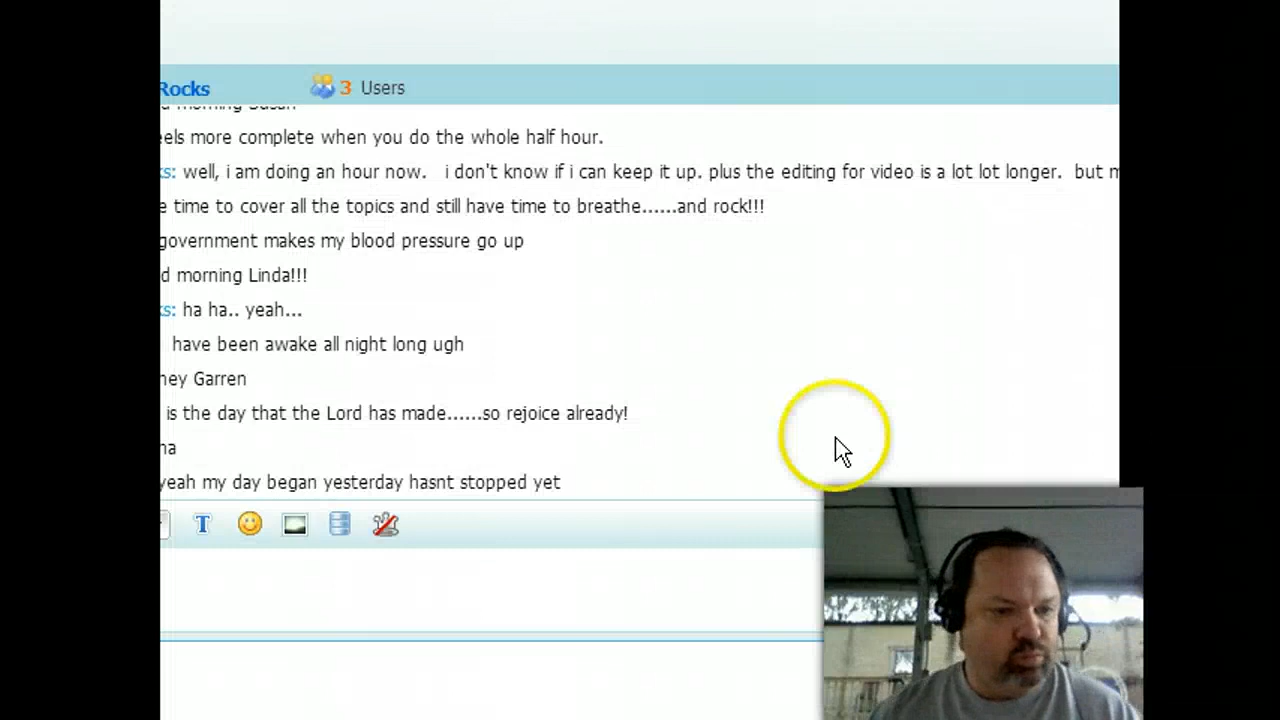 Rocks 3 Users
morning Susan
eels more complete when you do the whole half hour.
ks: well, i am doing an hour now. i don't know if i can keep it up. plus the editing for video is a lot lot longer. but m
e time to cover all the topics and still have time to breathe......and rock!!!
government makes my blood pressure go up
d morning Linda!!!
ks: ha ha.. yeah...
have been awake all night long ugh
hey Garren
is the day that the Lord has made......so rejoice already!
ha
yeah my day began yesterday hasnt stopped yet
T